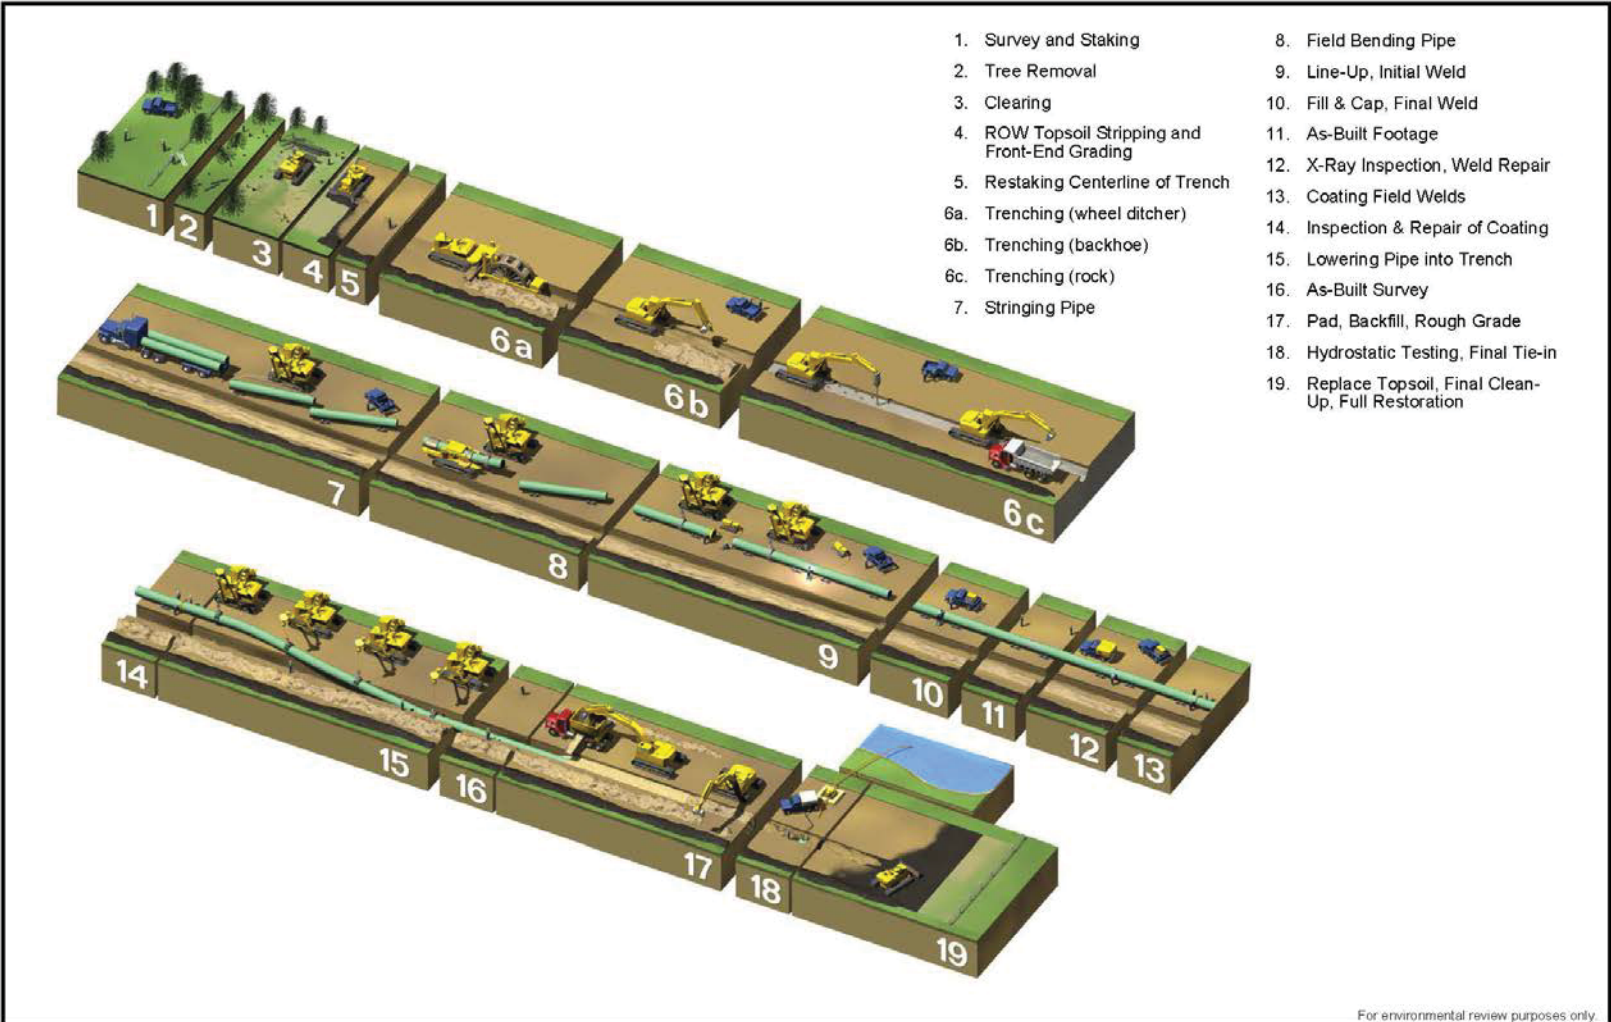 1. Survey and Staking
2. Tree Removal
3. Clearing
4. ROW Topsoil Stripping and
Front-End Grading
5. Restaking Centerline of Trench
6a. Trenching (wheel ditcher)
6b. Trenching (backhoe)
6c. Trenching (rock)
7. Stringing Pipe
8. Field Bending Pipe
9. Line-Up, Initial Weld
10. Fill & Cap, Final Weld
11. As-Built Footage
12. X-Ray Inspection, Weld Repair
13. Coating Field Welds
14. Inspection & Repair of Coating
15. Lowering Pipe into Trench
16. As-Built Survey
17. Pad, Backfill, Rough Grade
18. Hydrostatic Testing, Final Tie-in
19. Replace Topsoil, Final Clean-
Up, Full Restoration
1
2
3
4
5
6a
6b
6c
7
8
9
10
11
12
13
14
15
16
17
18
19
For environmental review purposes only.